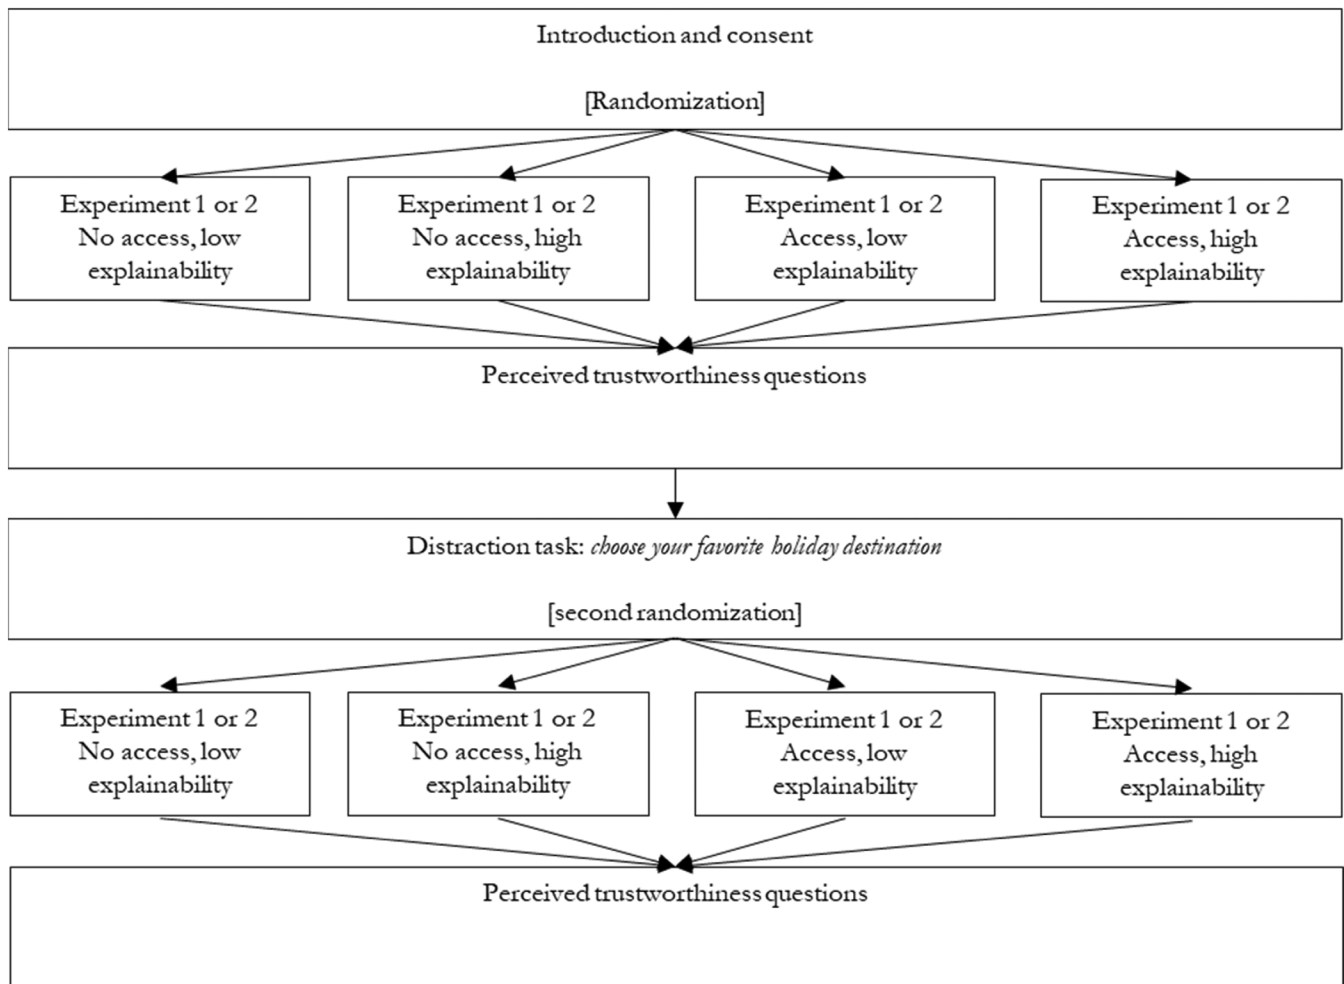 Introduction and consent
[Randomization]
Experiment 1 or 2
No access, low
explainability
Experiment 1 or 2
No access, high
explainability
Experiment 1 or 2
Access, low
explainability
Experiment 1 or 2
Access, high
explainability
Perceived trustworthiness questions
Distraction task: choose your favorite holiday destination
[second randomization]
Experiment 1 or 2
No access, low
explainability
Experiment 1 or 2
No access, high
explainability
Experiment 1 or 2
Access, low
explainability
Experiment 1 or 2
Access, high
explainability
Perceived trustworthiness questions